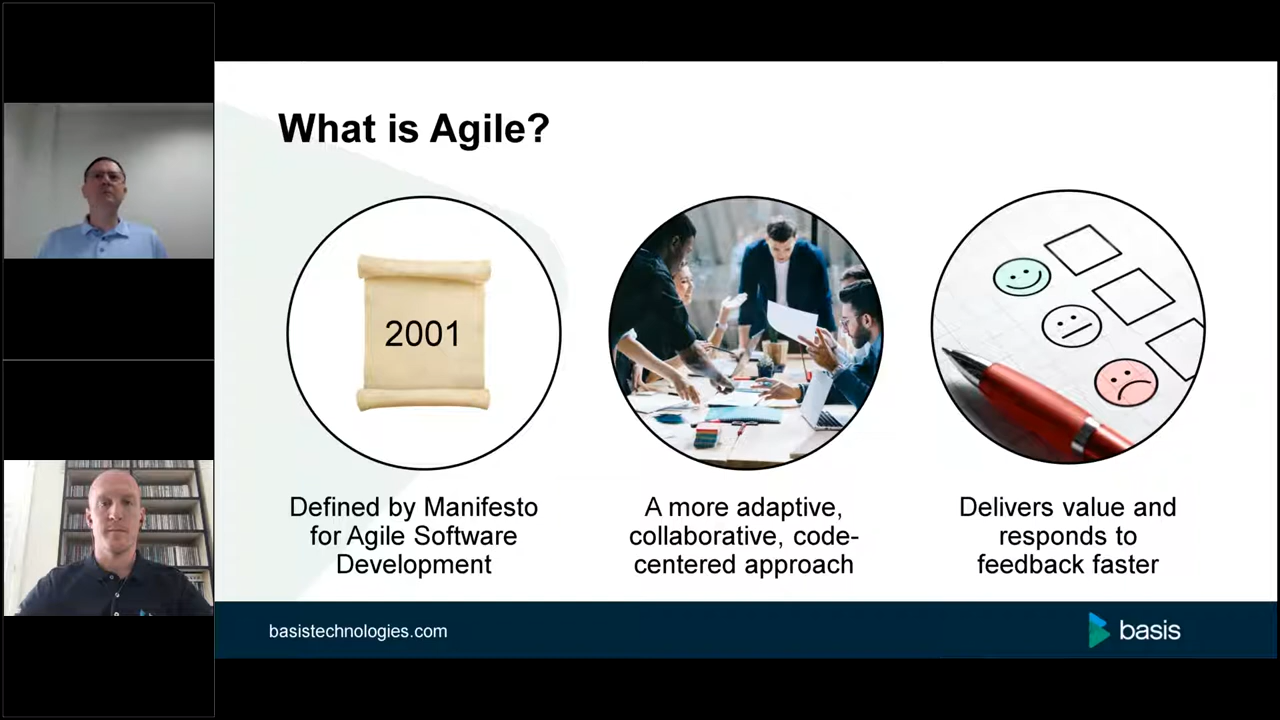 What is Agile?
2001
Defined by Manifesto
for Agile Software
Development
A more adaptive,
collaborative, code-
centered approach
Delivers value and
responds to
feedback faster
basistechnologies.com
basis